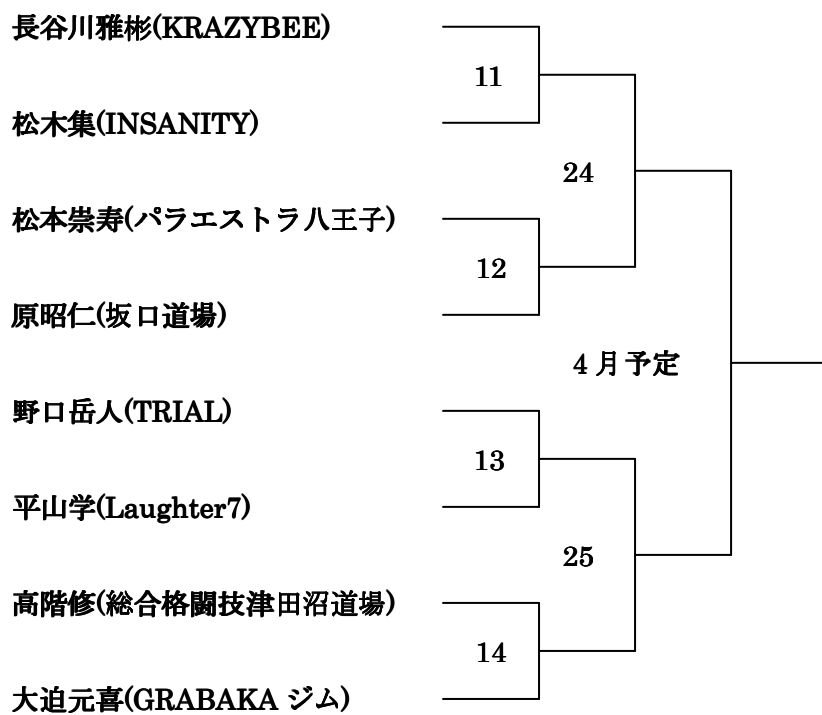 長谷川雅彬(KRAZYBEE)
11
松木集(INSANITY)
24
松本崇寿(パラエストラ八王子)
12
原昭仁(坂口道場)
4 月予定
野口岳人(TRIAL)
13
平山学(Laughter7)
25
高階修(総合格闘技津田沼道場)
14
大迫元喜(GRABAKA ジム)